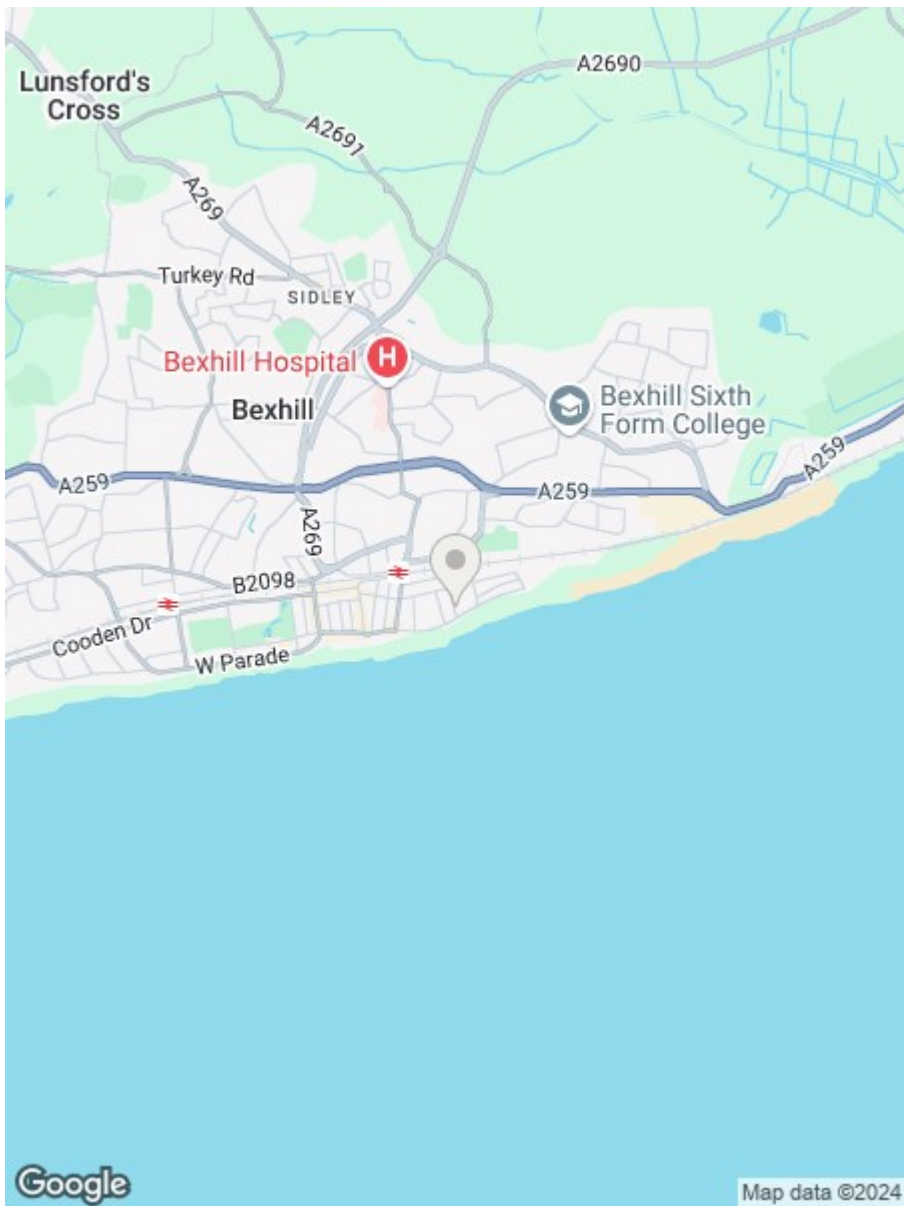 A2690
Lunsford's
Cross
A2691
A269
Turkey Rd
SIDLEY
Bexhill Hospital
H
Bexhill
Bexhill Sixth
Form College
A259
A259
A259
A269
B2098
Cooden Dr
W Parade
Google
Map data ©2024